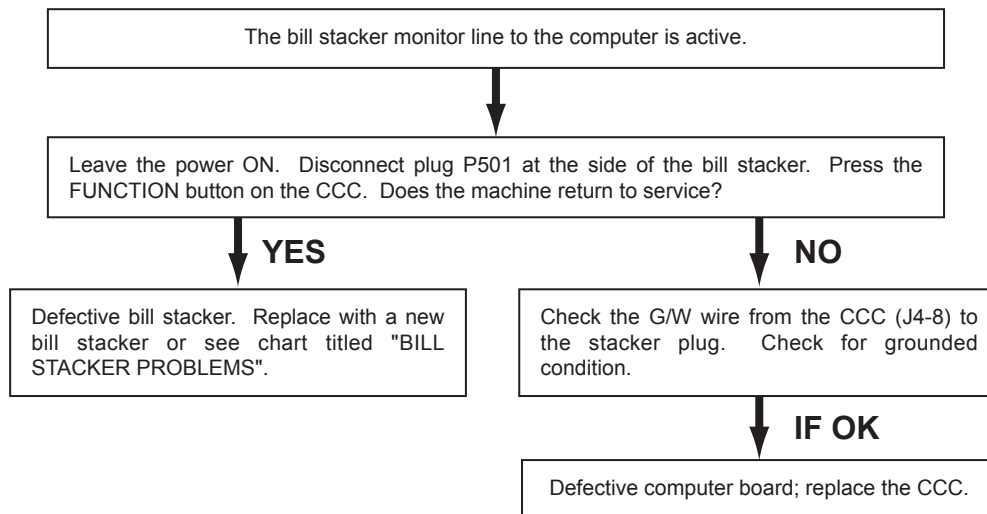 The bill stacker monitor line to the computer is active.
Leave the power ON. Disconnect plug P501 at the side of the bill stacker. Press the
FUNCTION button on the CCC. Does the machine return to service?
YES
NO
Defective bill stacker. Replace with a new
bill stacker or see chart titled "BILL
STACKER PROBLEMS".
Check the G/W wire from the CCC (J4-8) to
the stacker plug. Check for grounded
condition.
IF OK
Defective computer board; replace the CCC.